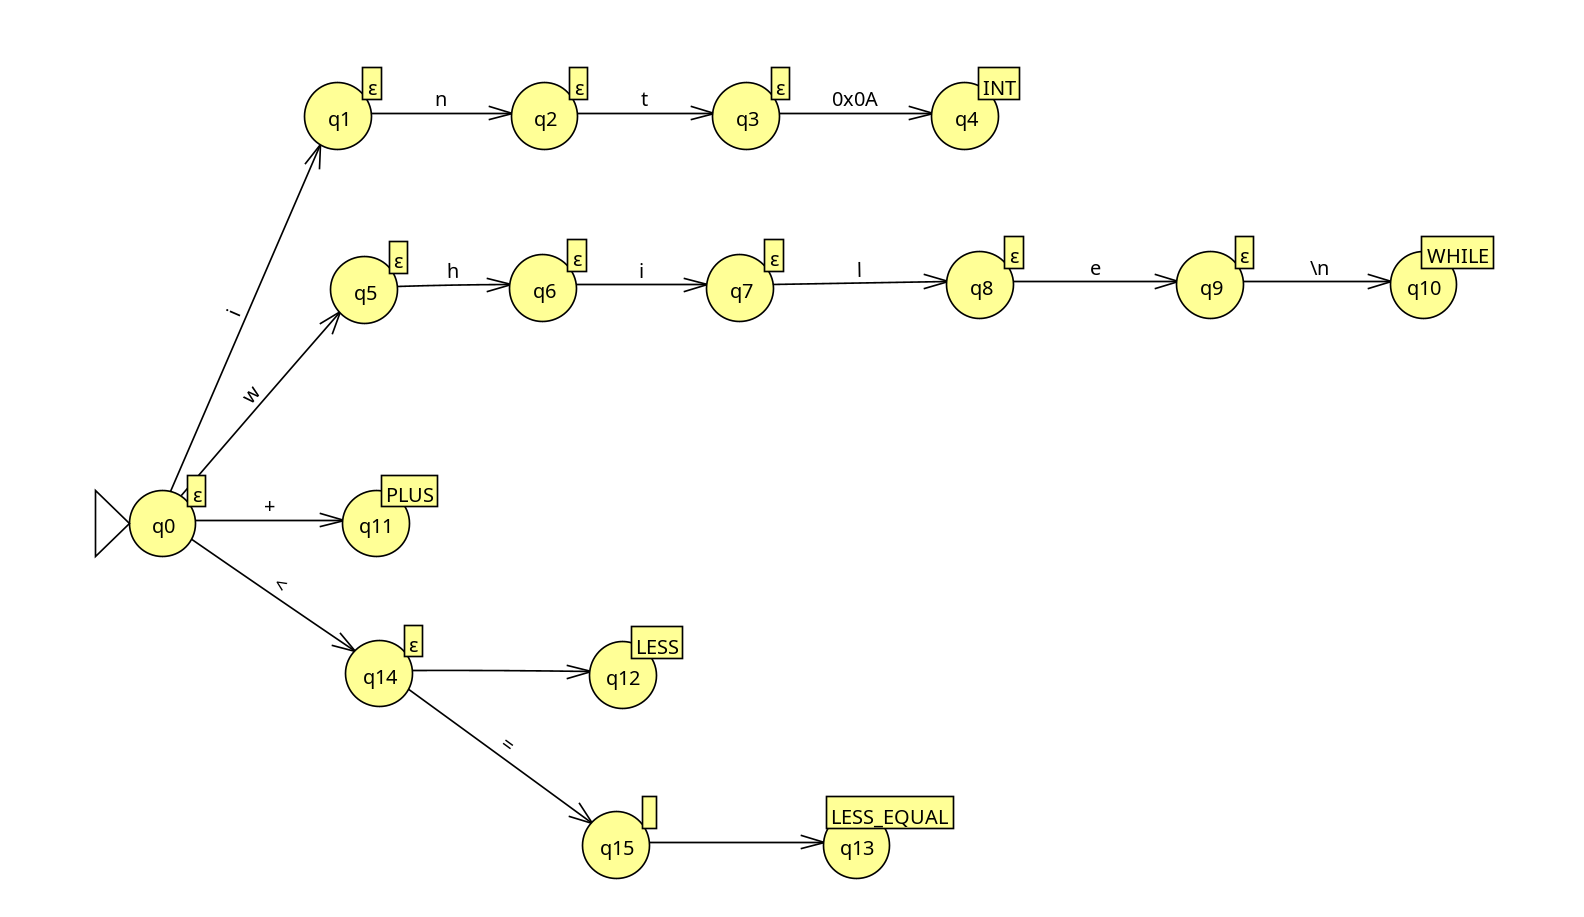 ε
q1
n
ε
q2
t
ε
q3
0x0A
INT
q4
i
w
ε
q5
h
ε
q6
i
ε
q7
l
ε
q8
e
ε
q9
\n
WHILE
q10
ε
q0
+
PLUS
q11
<
ε
q14
LESS
q12
=
q15
LESS_EQUAL
q13